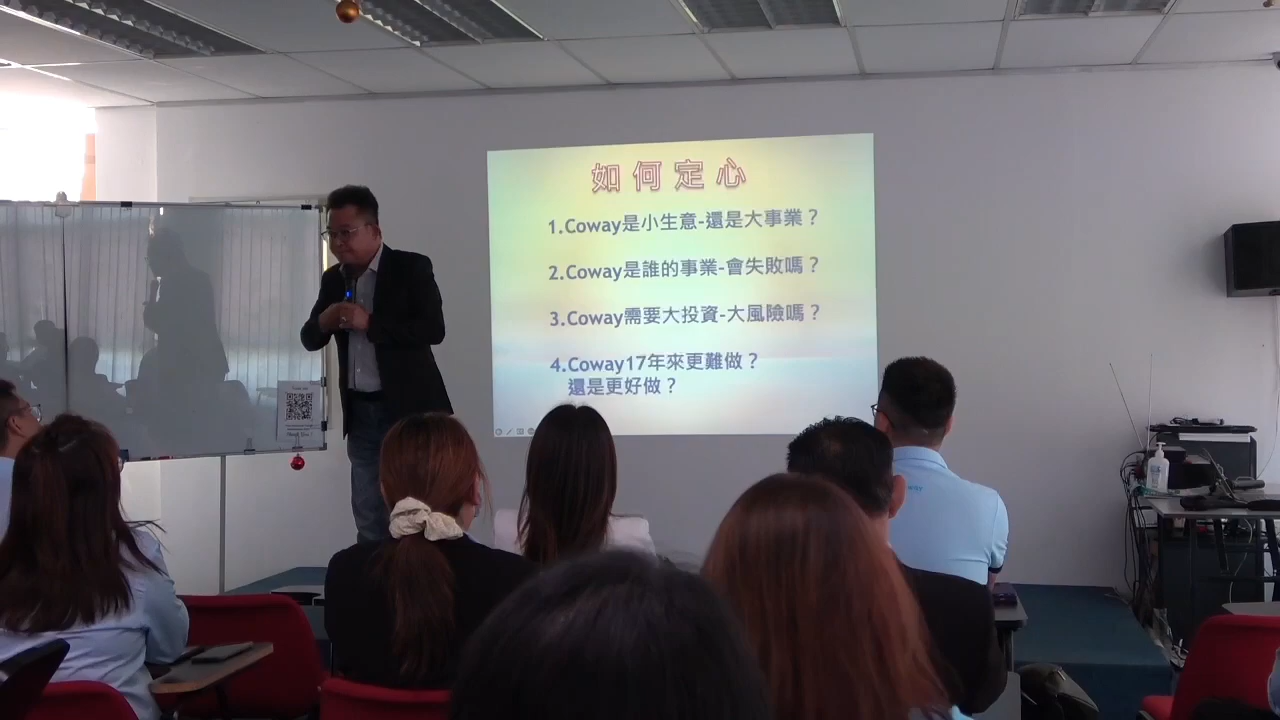 如何定心
1.Coway是小生意-還是大事業？
2.Coway是誰的事業-會失敗嗎？
3.Coway需要大投資-大風險嗎？
4.Coway17年來更難做？
還是更好做？